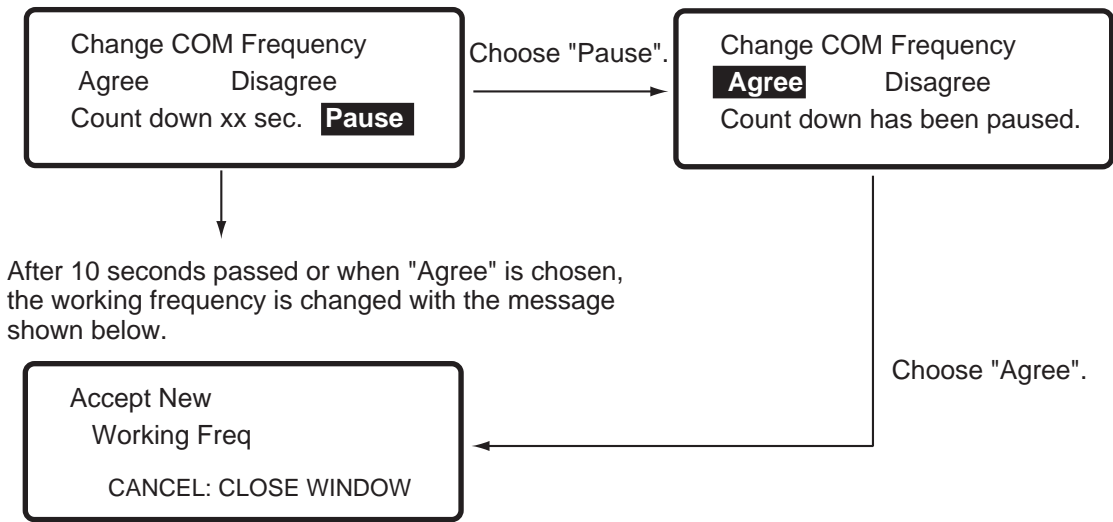 Change COM Frequency
Agree Disagree
Count down xx sec. Pause
Choose "Pause".
Change COM Frequency
Agree Disagree
Count down has been paused.
After 10 seconds passed or when "Agree" is chosen,
the working frequency is changed with the message
shown below.
Choose "Agree".
Accept New
Working Freq
CANCEL: CLOSE WINDOW